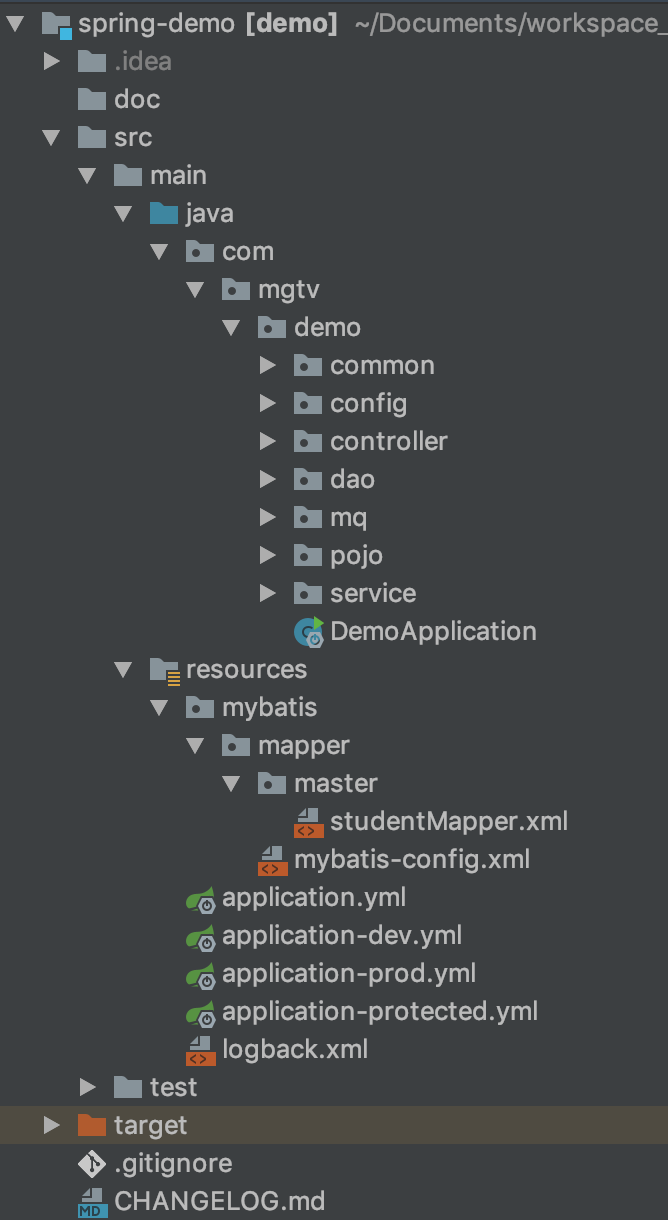 spring-demo [demo] ~/Documents/workspace_
.idea
doc
src
main
java
com
mgtv
demo
common
config
controller
dao
mq
pojo
service
DemoApplication
resources
mybatis
mapper
master
studentMapper.xml
mybatis-config.xml
application.yml
application-dev.yml
application-prod.yml
application-protected.yml
logback.xml
test
target
.gitignore
CHANGELOG.md